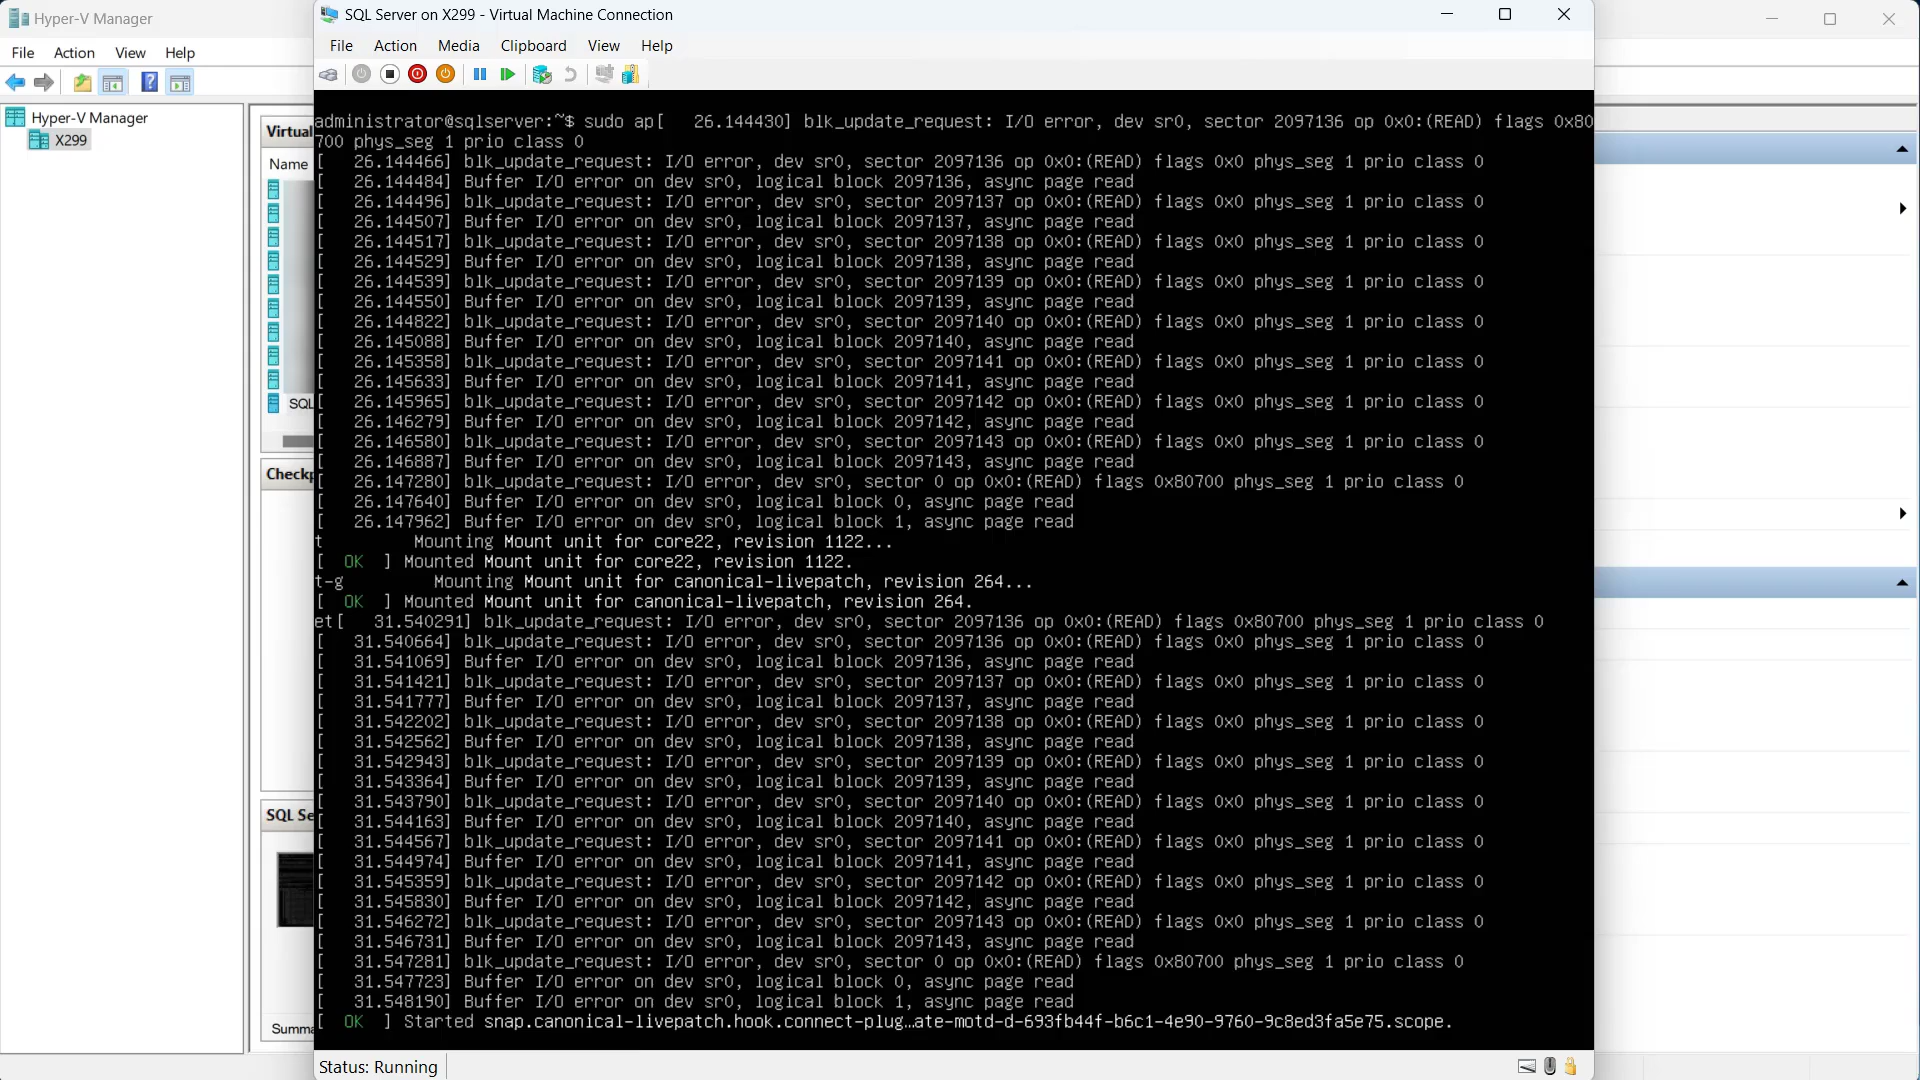 Hyper-V Manager
SQL Server on X299 - Virtual Machine Connection
File Action View Help
File Action Media Clipboard View Help
Hyper-V Manager
X299
Virtual
Name
SQL
Checkp
SQL Se
Summa
administrator@sqlserver:~$ sudo ap[   26.144430] blk_update_request: I/O error, dev sr0, sector 2097136 op 0x0:(READ) flags 0x80
700 phys_seg 1 prio class 0
[   26.144466] blk_update_request: I/O error, dev sr0, sector 2097136 op 0x0:(READ) flags 0x0 phys_seg 1 prio class 0
[   26.144484] Buffer I/O error on dev sr0, logical block 2097136, async page read
[   26.144496] blk_update_request: I/O error, dev sr0, sector 2097137 op 0x0:(READ) flags 0x0 phys_seg 1 prio class 0
[   26.144507] Buffer I/O error on dev sr0, logical block 2097137, async page read
[   26.144517] blk_update_request: I/O error, dev sr0, sector 2097138 op 0x0:(READ) flags 0x0 phys_seg 1 prio class 0
[   26.144529] Buffer I/O error on dev sr0, logical block 2097138, async page read
[   26.144539] blk_update_request: I/O error, dev sr0, sector 2097139 op 0x0:(READ) flags 0x0 phys_seg 1 prio class 0
[   26.144550] Buffer I/O error on dev sr0, logical block 2097139, async page read
[   26.144822] blk_update_request: I/O error, dev sr0, sector 2097140 op 0x0:(READ) flags 0x0 phys_seg 1 prio class 0
[   26.145088] Buffer I/O error on dev sr0, logical block 2097140, async page read
[   26.145358] blk_update_request: I/O error, dev sr0, sector 2097141 op 0x0:(READ) flags 0x0 phys_seg 1 prio class 0
[   26.145633] Buffer I/O error on dev sr0, logical block 2097141, async page read
[   26.145965] blk_update_request: I/O error, dev sr0, sector 2097142 op 0x0:(READ) flags 0x0 phys_seg 1 prio class 0
[   26.146279] Buffer I/O error on dev sr0, logical block 2097142, async page read
[   26.146580] blk_update_request: I/O error, dev sr0, sector 2097143 op 0x0:(READ) flags 0x0 phys_seg 1 prio class 0
[   26.146887] Buffer I/O error on dev sr0, logical block 2097143, async page read
[   26.147280] blk_update_request: I/O error, dev sr0, sector 0 op 0x0:(READ) flags 0x80700 phys_seg 1 prio class 0
[   26.147640] Buffer I/O error on dev sr0, logical block 0, async page read
[   26.147962] Buffer I/O error on dev sr0, logical block 1, async page read
t         Mounting Mount unit for core22, revision 1122...
[  OK  ] Mounted Mount unit for core22, revision 1122.
t-g         Mounting Mount unit for canonical-livepatch, revision 264...
[  OK  ] Mounted Mount unit for canonical-livepatch, revision 264.
et[   31.540291] blk_update_request: I/O error, dev sr0, sector 2097136 op 0x0:(READ) flags 0x80700 phys_seg 1 prio class 0
[   31.540664] blk_update_request: I/O error, dev sr0, sector 2097136 op 0x0:(READ) flags 0x0 phys_seg 1 prio class 0
[   31.541069] Buffer I/O error on dev sr0, logical block 2097136, async page read
[   31.541421] blk_update_request: I/O error, dev sr0, sector 2097137 op 0x0:(READ) flags 0x0 phys_seg 1 prio class 0
[   31.541777] Buffer I/O error on dev sr0, logical block 2097137, async page read
[   31.542202] blk_update_request: I/O error, dev sr0, sector 2097138 op 0x0:(READ) flags 0x0 phys_seg 1 prio class 0
[   31.542562] Buffer I/O error on dev sr0, logical block 2097138, async page read
[   31.542943] blk_update_request: I/O error, dev sr0, sector 2097139 op 0x0:(READ) flags 0x0 phys_seg 1 prio class 0
[   31.543364] Buffer I/O error on dev sr0, logical block 2097139, async page read
[   31.543790] blk_update_request: I/O error, dev sr0, sector 2097140 op 0x0:(READ) flags 0x0 phys_seg 1 prio class 0
[   31.544163] Buffer I/O error on dev sr0, logical block 2097140, async page read
[   31.544567] blk_update_request: I/O error, dev sr0, sector 2097141 op 0x0:(READ) flags 0x0 phys_seg 1 prio class 0
[   31.544974] Buffer I/O error on dev sr0, logical block 2097141, async page read
[   31.545359] blk_update_request: I/O error, dev sr0, sector 2097142 op 0x0:(READ) flags 0x0 phys_seg 1 prio class 0
[   31.545830] Buffer I/O error on dev sr0, logical block 2097142, async page read
[   31.546272] blk_update_request: I/O error, dev sr0, sector 2097143 op 0x0:(READ) flags 0x0 phys_seg 1 prio class 0
[   31.546731] Buffer I/O error on dev sr0, logical block 2097143, async page read
[   31.547281] blk_update_request: I/O error, dev sr0, sector 0 op 0x0:(READ) flags 0x80700 phys_seg 1 prio class 0
[   31.547723] Buffer I/O error on dev sr0, logical block 0, async page read
[   31.548190] Buffer I/O error on dev sr0, logical block 1, async page read
[  OK  ] Started snap.canonical-livepatch.hook.connect-plug…ate-motd-d-693fb44f-b6c1-4e90-9760-9c8ed3fa5e75.scope.
Status: Running